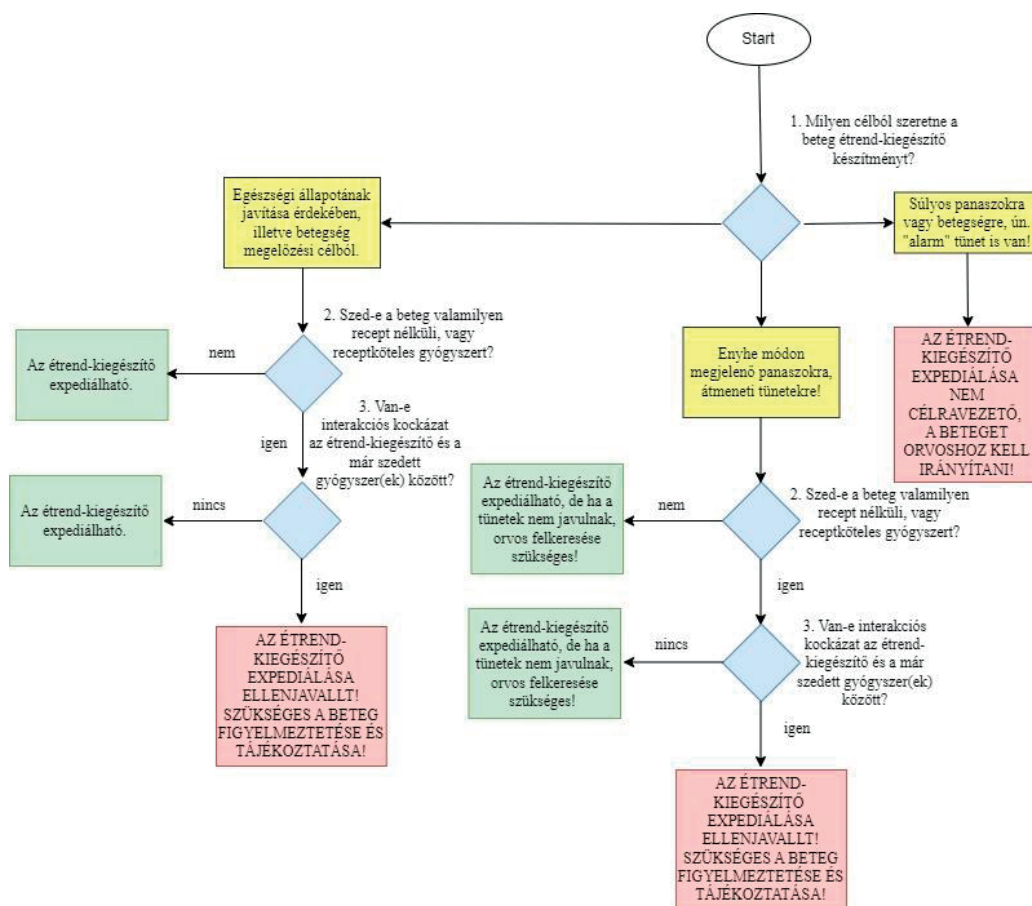 Start
1. Milyen célból szeretne a
beteg étrend-kiegészítő
készítményt?
Egészségi állapotának
javítása érdekében,
illetve betegség
megelőzési célból.
Súlyos panaszokra
vagy betegségre, ún.
"alarm" tünet is van!
2. Szed-e a beteg valamilyen
recept nélküli, vagy
receptköteles gyógyszert?
nem
Az étrend-kiegészítő
expediálható.
Enyhe módon
megjelenő panaszokra,
átmeneti tünetekre!
AZ ÉTREND-
KIEGÉSZÍTŐ
EXPEDIÁLÁSA
NEM
CÉLRAVEZETŐ,
A BETEGET
ORVOSHOZ KELL
IRÁNYÍTANI!
3. Van-e
interakciós kockázat
az étrend-kiegészítő és a
már szedett
gyógyszer(ek) között?
igen
Az étrend-kiegészítő
expediálható.
nincs
Az étrend-kiegészítő
expediálható, de ha a
tünetek nem javulnak,
orvos felkeresése
szükséges!
nem
2. Szed-e a beteg valamilyen
recept nélküli, vagy
receptköteles gyógyszert?
igen
igen
AZ ÉTREND-
KIEGÉSZÍTŐ
EXPEDIÁLÁSA
ELLENJAVALLT!
SZÜKSÉGES A BETEG
FIGYELMEZTETÉSE ÉS
TÁJÉKOZTATÁSA!
Az étrend-kiegészítő
expediálható, de ha a
tünetek nem javulnak,
orvos felkeresése
szükséges!
nincs
3. Van-e interakciós
kockázat az étrend-
kiegészítő és a már
szedett gyógyszer(ek)
között?
igen
AZ ÉTREND-
KIEGÉSZÍTŐ
EXPEDIÁLÁSA
ELLENJAVALLT!
SZÜKSÉGES A BETEG
FIGYELMEZTETÉSE ÉS
TÁJÉKOZTATÁSA!